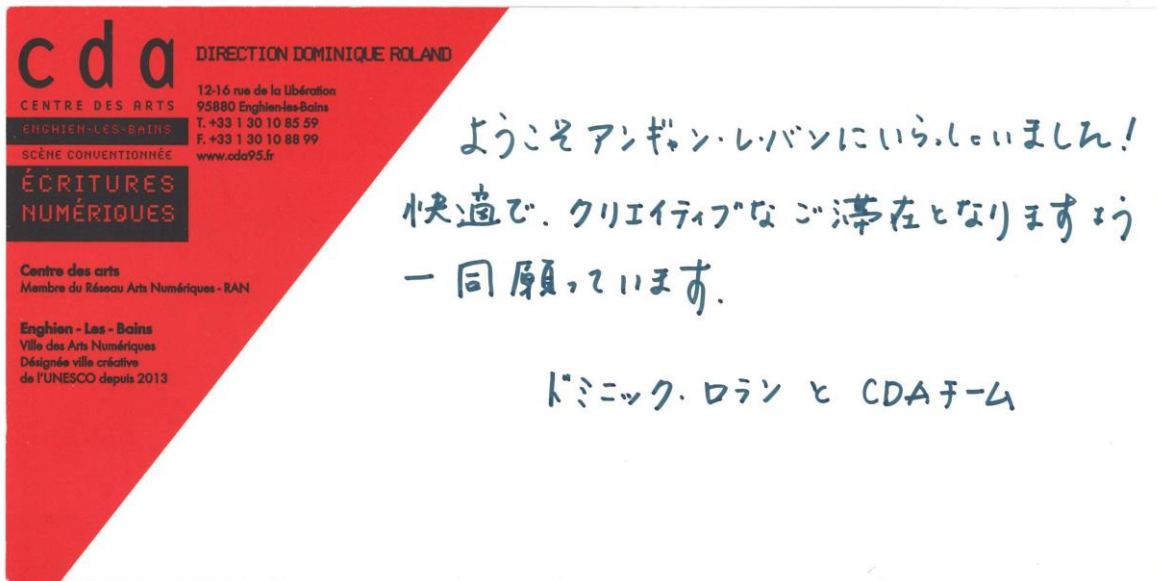 cda
CENTRE DES ARTS
ENGHIEN-LES-BAINS
SCÈNE CONVENTIONNÉE
ÉCRITURES
NUMÉRIQUES
DIRECTION DOMINIQUE ROLAND
12-16 rue de la Libération
95880 Enghien-les-Bains
T. +33 1 30 10 85 59
F. +33 1 30 10 88 99
www.cda95.fr
Centre des arts
Membre du Réseau Arts Numériques - RAN
Enghien - Les - Bains
Ville des Arts Numériques
Désignée ville créative
de l'UNESCO depuis 2013
ようこそアンギャン・レ・バンにいらっしゃいました!
快適で、クリエイティブなご滞在となりますよう
一同願っています.
ドミニック・ロラン と CDAチーム